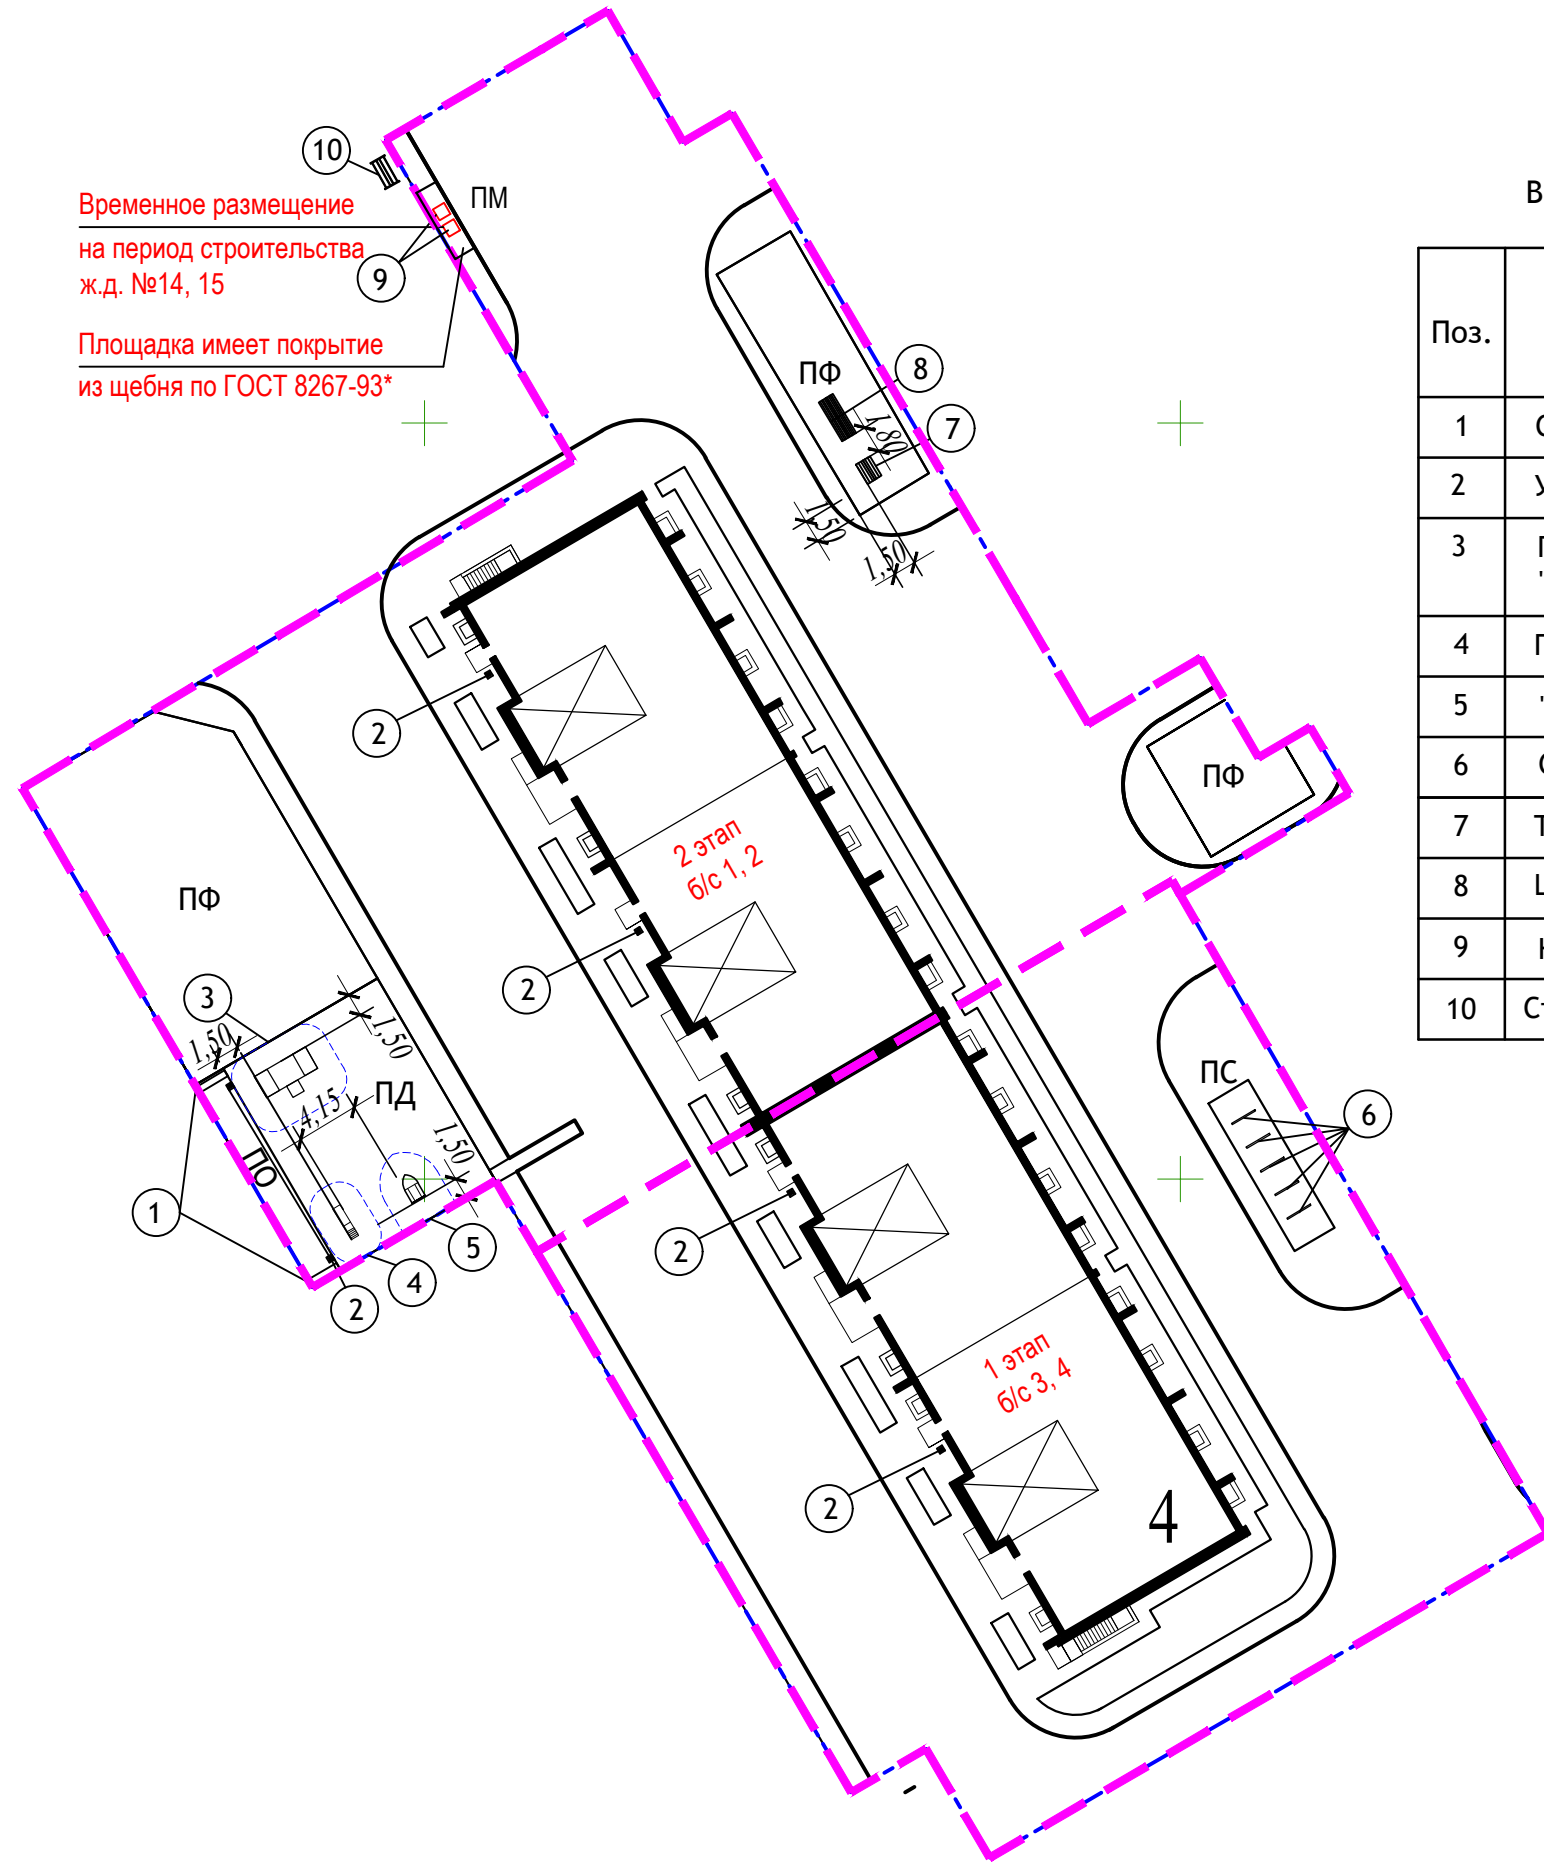 10
ПМ
Временное размещение
на период строительства
ж.д. №14, 15
9
Площадка имеет покрытие
из щебня по ГОСТ 8267-93*
ПФ
8
7
1,80
1,50
1,50
2
2 этап
б/с 1, 2
ПФ
ПФ
3
2
1,50
1,50
ПД
4,15
1,50
ПО
1
5
4
2
2
ПС
6
1 этап
б/с 3, 4
2
4
В
Поз.
1 С
2 У
3 П
"
4 П
5 "
6 С
7 Т
8
9
10 Ст